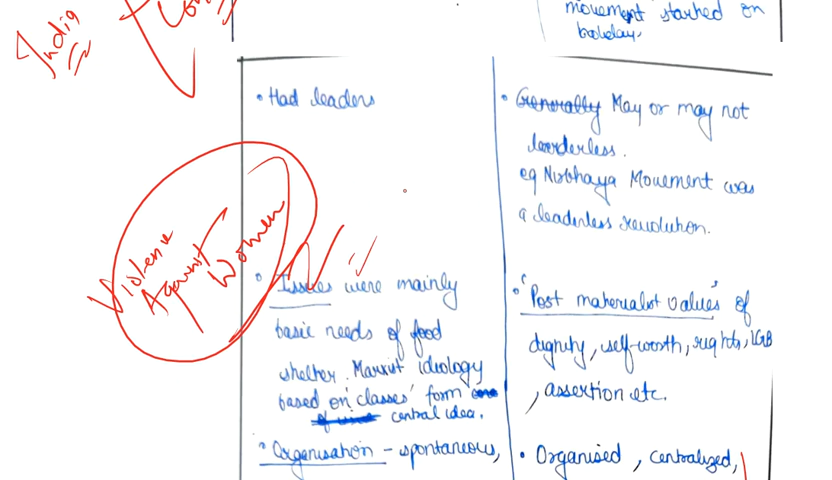 India
movement started on
birthday.
• Had leaders
• Generally May or may not
leaderless.
eg Nirbhaya Movement was
a leaderless revolution.
Violence
Against
Women
• Issues were mainly
basic needs of food
shelter. Marxist ideology
based on 'classes' form
central idea.
• 'Post materialist values' of
dignity, self-worth, rights,
, assertion etc.
• Organisation - spontaneous,
• Organised, centralized,